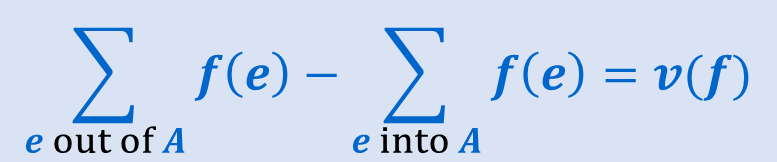 ∑ f(e) − ∑ f(e) = v(f)
e out of A e into A